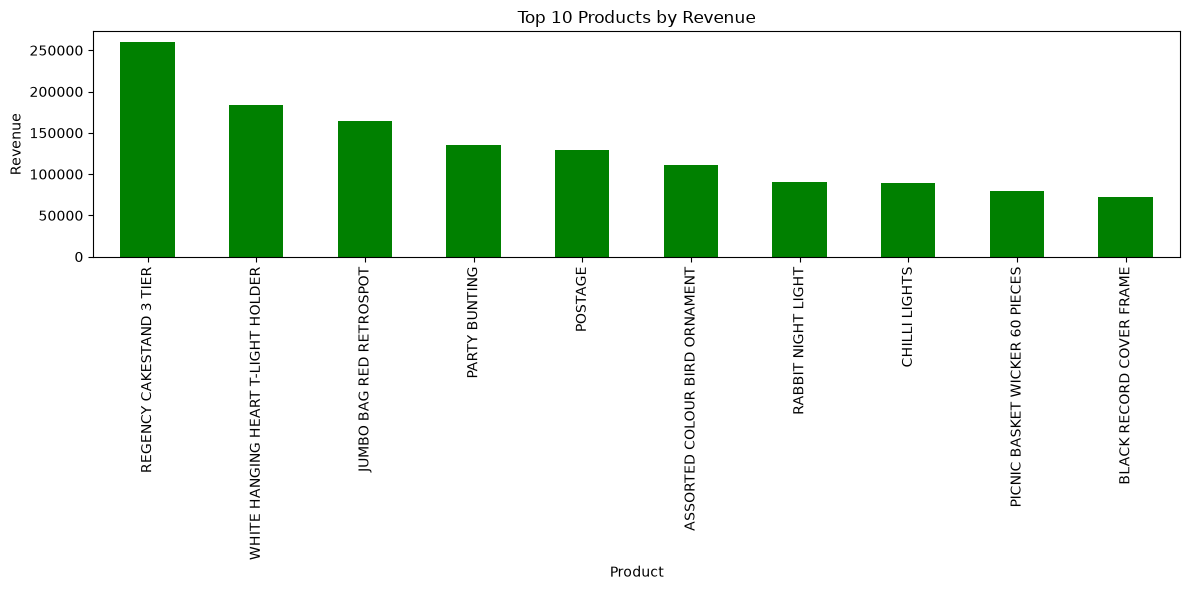 Top 10 Products by Revenue
Revenue
250000
200000
150000
100000
50000
0
REGENCY CAKESTAND 3 TIER
WHITE HANGING HEART T-LIGHT HOLDER
JUMBO BAG RED RETROSPOT
PARTY BUNTING
POSTAGE
ASSORTED COLOUR BIRD ORNAMENT
RABBIT NIGHT LIGHT
CHILLI LIGHTS
PICNIC BASKET WICKER 60 PIECES
BLACK RECORD COVER FRAME
Product